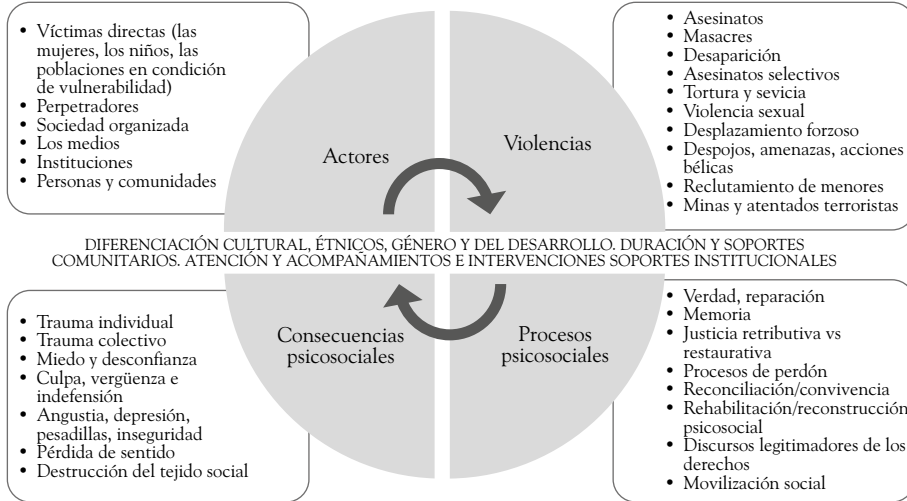 • Víctimas directas (las
mujeres, los niños, las
poblaciones en condición
de vulnerabilidad)
• Perpetradores
• Sociedad organizada
• Los medios
• Instituciones
• Personas y comunidades
Actores
Violencias
• Asesinatos
• Masacres
• Desaparición
• Asesinatos selectivos
• Tortura y sevicia
• Violencia sexual
• Desplazamiento forzoso
• Despojos, amenazas, acciones
bélicas
• Reclutamiento de menores
• Minas y atentados terroristas
DIFERENCIACIÓN CULTURAL, ÉTNICOS, GÉNERO Y DEL DESARROLLO. DURACIÓN Y SOPORTES
COMUNITARIOS. ATENCIÓN Y ACOMPAÑAMIENTOS E INTERVENCIONES SOPORTES INSTITUCIONALES
• Trauma individual
• Trauma colectivo
• Miedo y desconfianza
• Culpa, vergüenza e
indefensión
• Angustia, depresión,
pesadillas, inseguridad
• Pérdida de sentido
• Destrucción del tejido social
Consecuencias
psicosociales
Procesos
psicosociales
• Verdad, reparación
• Memoria
• Justicia retributiva vs
restaurativa
• Procesos de perdón
• Reconciliación/convivencia
• Rehabilitación/reconstrucción
psicosocial
• Discursos legitimadores de los
derechos
• Movilización social